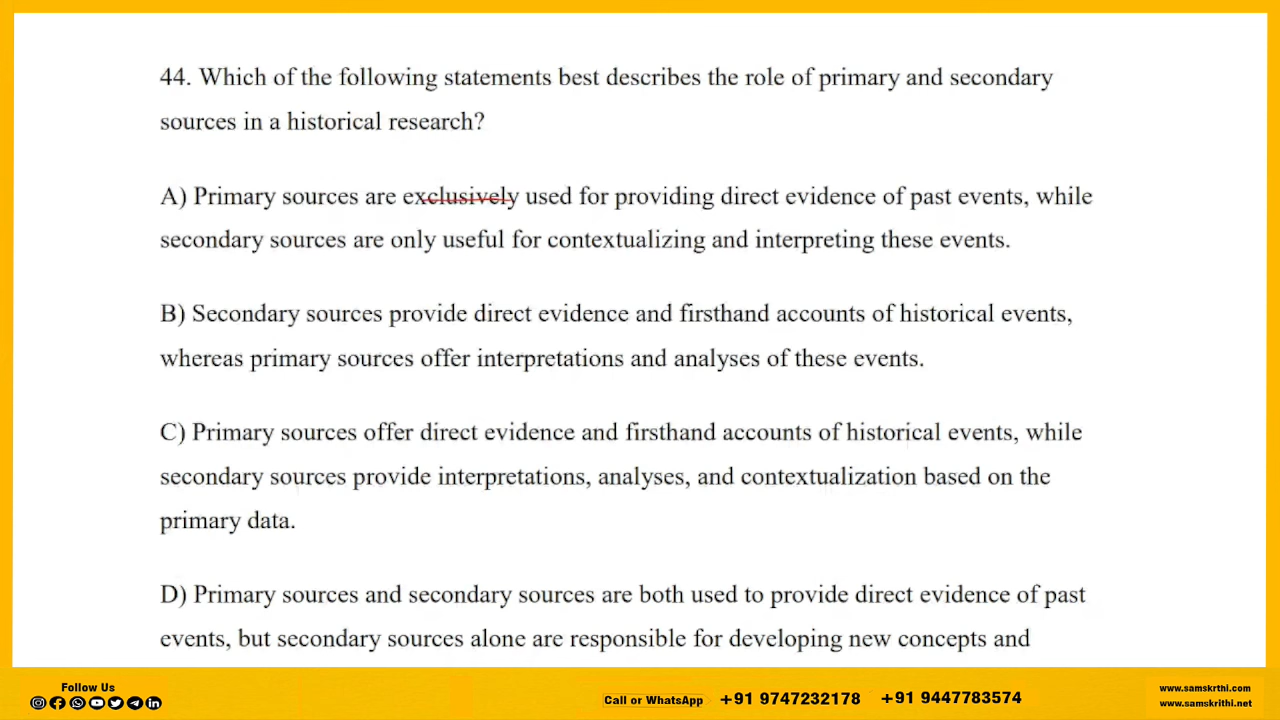 44. Which of the following statements best describes the role of primary and secondary
sources in a historical research?
A) Primary sources are exclusively used for providing direct evidence of past events, while
secondary sources are only useful for contextualizing and interpreting these events.
B) Secondary sources provide direct evidence and firsthand accounts of historical events,
whereas primary sources offer interpretations and analyses of these events.
C) Primary sources offer direct evidence and firsthand accounts of historical events, while
secondary sources provide interpretations, analyses, and contextualization based on the
primary data.
D) Primary sources and secondary sources are both used to provide direct evidence of past
events, but secondary sources alone are responsible for developing new concepts and
Follow Us
Call or WhatsApp +91 9747232178 +91 9447783574
www.samskrthi.com
www.samskrithi.net